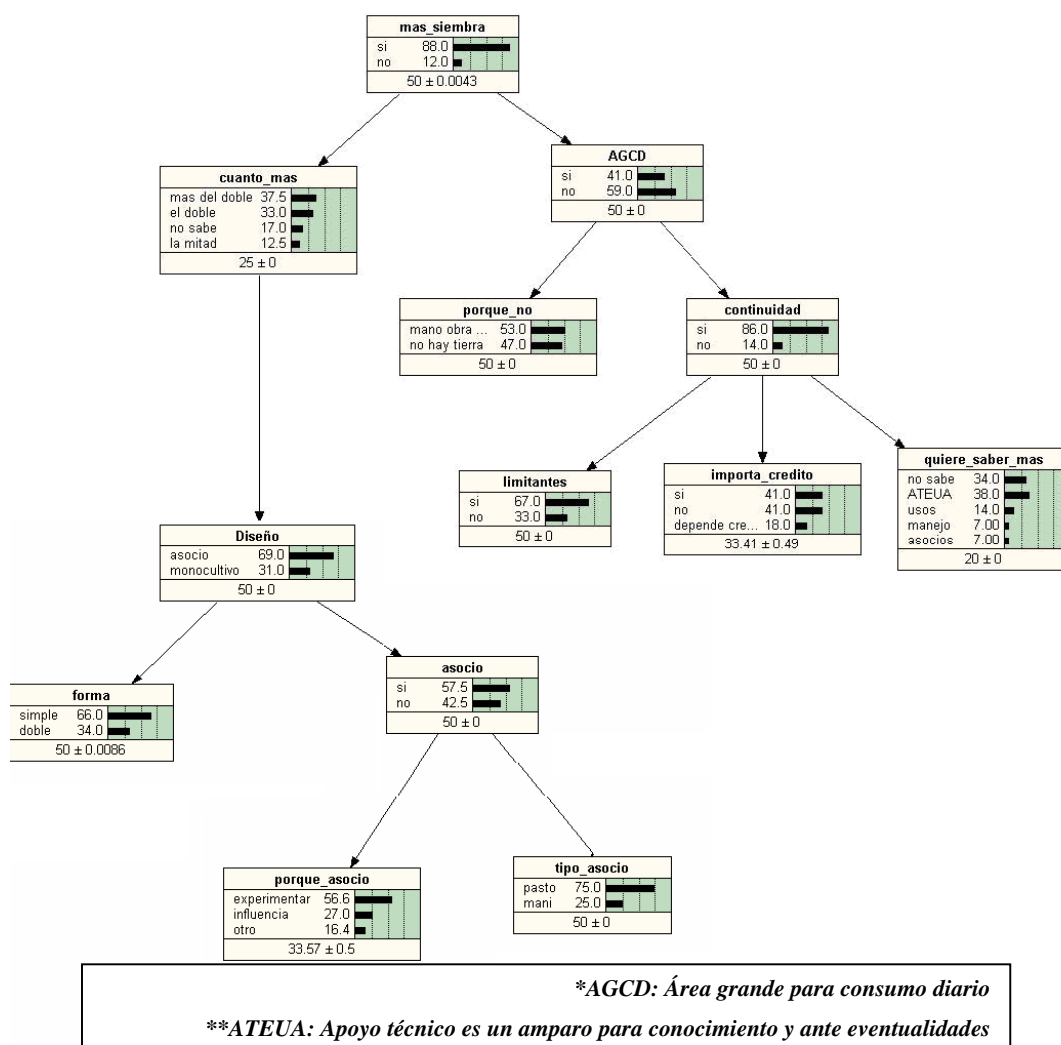 mas_siembra
si 88.0
no 12.0
50 ± 0.0043
AGCD
si 41.0
no 59.0
50 ± 0
cuanto_mas
mas del doble 37.5
el doble 33.0
no sabe 17.0
la mitad 12.5
25 ± 0
porque_no
mano obra ... 53.0
no hay tierra 47.0
50 ± 0
continuidad
si 86.0
no 14.0
50 ± 0
limitantes
si 67.0
no 33.0
50 ± 0
importa_credito
si 41.0
no 41.0
depende cre... 18.0
33.41 ± 0.49
quiere_saber_mas
no sabe 34.0
ATEUA 38.0
usos 14.0
manejo 7.00
asocios 7.00
20 ± 0
Diseño
asocio 69.0
monocultivo 31.0
50 ± 0
forma
simple 66.0
doble 34.0
50 ± 0.0086
asocio
si 57.5
no 42.5
50 ± 0
porque_asocio
experimentar 56.6
influencia 27.0
otro 16.4
33.57 ± 0.5
tipo_asocio
pasto 75.0
mani 25.0
50 ± 0
*AGCD: Área grande para consumo diario
**ATEUA: Apoyo técnico es un amparo para conocimiento y ante eventualidades